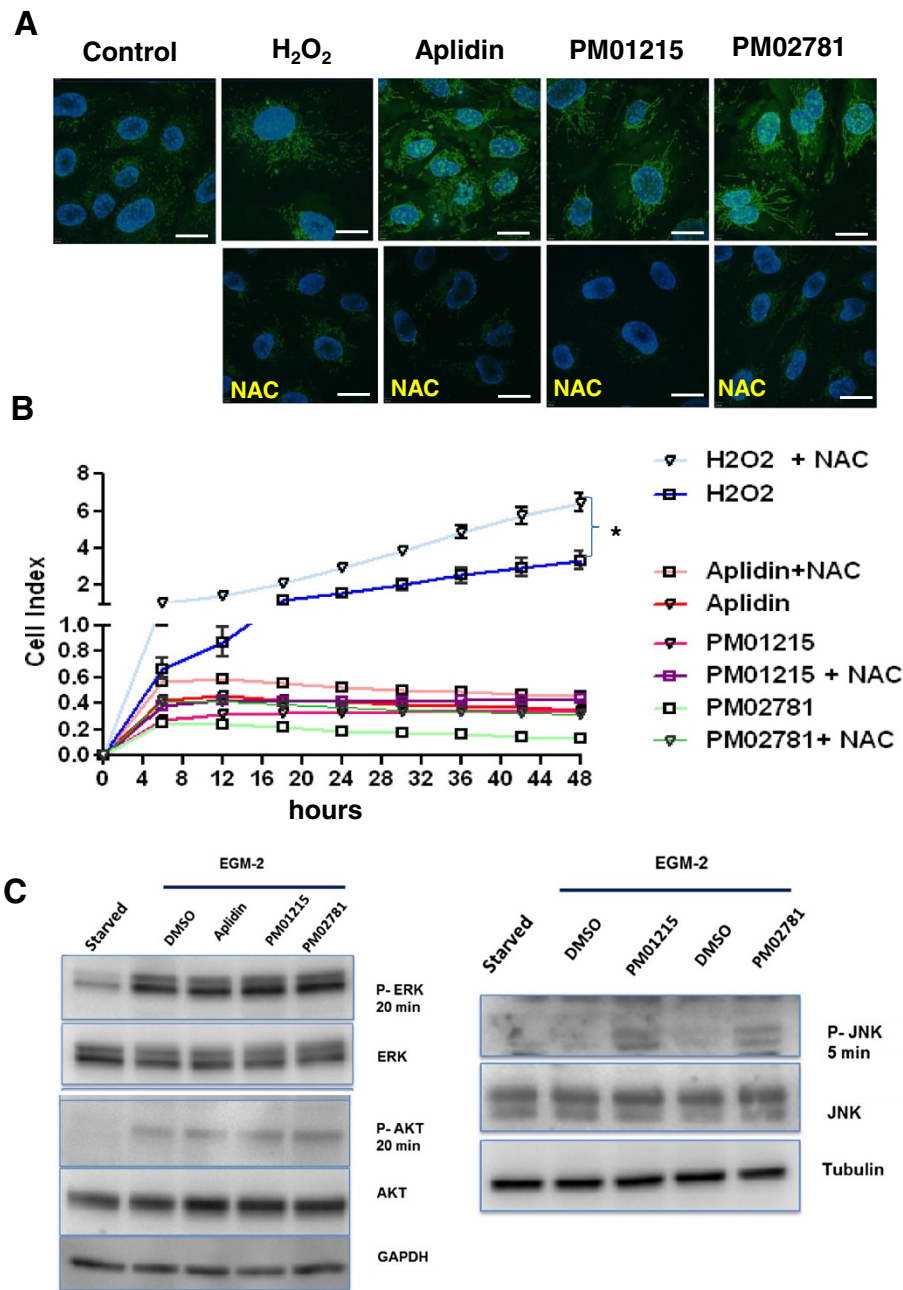 A
Control
H2O2
Aplidin
PM01215
PM02781
NAC
NAC
NAC
NAC
B
Cell Index
8
6
4
2
1.0
0.8
0.6
0.4
0.2
0.0
0 4 8 12 16 20 24 28 32 36 40 44 48
hours
*
H2O2 + NAC
H2O2
Aplidin+NAC
Aplidin
PM01215
PM01215 + NAC
PM02781
PM02781+ NAC
C
EGM-2
Starved
DMSO
Aplidin
PM01215
PM02781
P- ERK
20 min
ERK
P- AKT
20 min
AKT
GAPDH
EGM-2
Starved
DMSO
PM01215
DMSO
PM02781
P- JNK
5 min
JNK
Tubulin